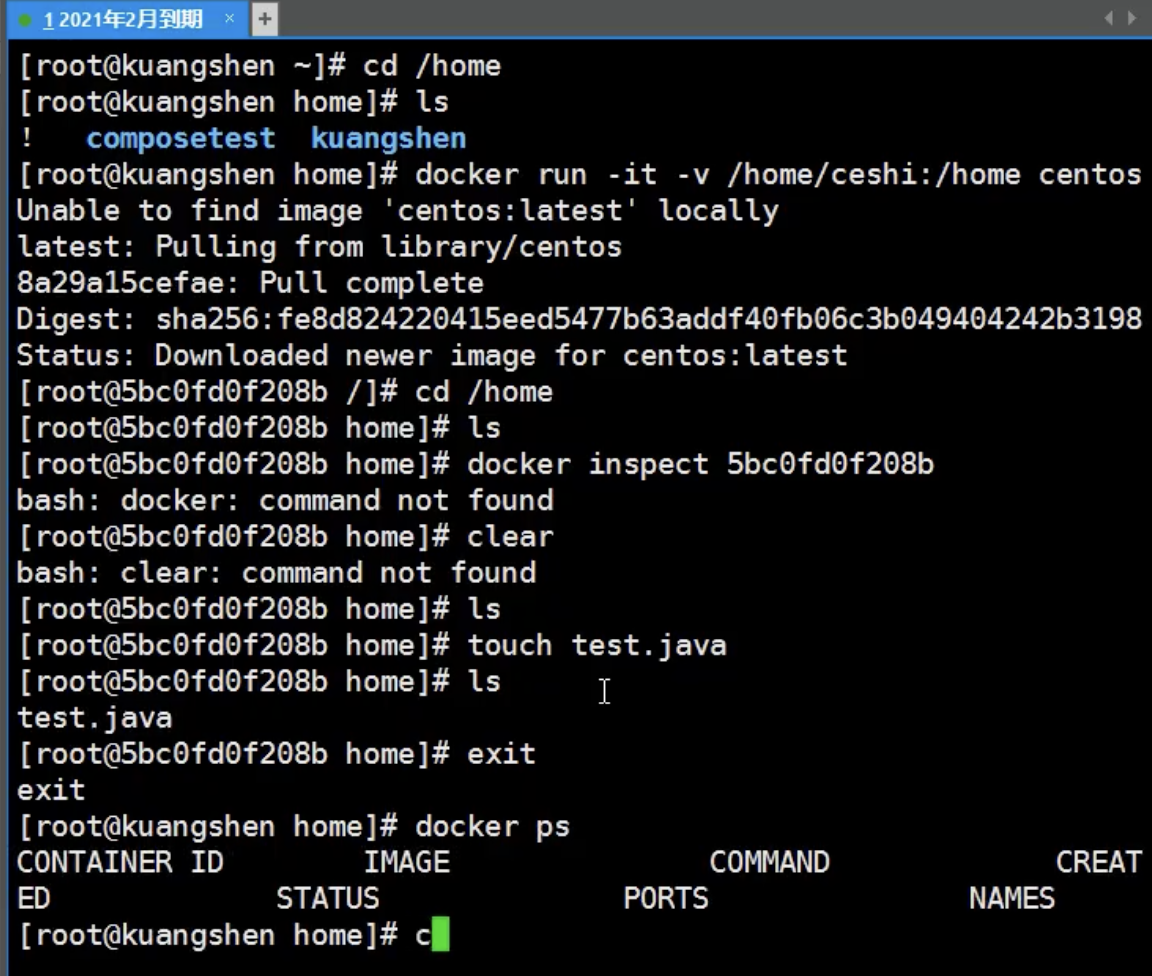 1 2021年2月到期 × +
[root@kuangshen ~]# cd /home
[root@kuangshen home]# ls
!   composetest  kuangshen
[root@kuangshen home]# docker run -it -v /home/ceshi:/home centos
Unable to find image 'centos:latest' locally
latest: Pulling from library/centos
8a29a15cefae: Pull complete
Digest: sha256:fe8d824220415eed5477b63addf40fb06c3b049404242b3198
Status: Downloaded newer image for centos:latest
[root@5bc0fd0f208b /]# cd /home
[root@5bc0fd0f208b home]# ls
[root@5bc0fd0f208b home]# docker inspect 5bc0fd0f208b
bash: docker: command not found
[root@5bc0fd0f208b home]# clear
bash: clear: command not found
[root@5bc0fd0f208b home]# ls
[root@5bc0fd0f208b home]# touch test.java
[root@5bc0fd0f208b home]# ls
test.java
[root@5bc0fd0f208b home]# exit
exit
[root@kuangshen home]# docker ps
CONTAINER ID        IMAGE               COMMAND             CREAT
ED             STATUS              PORTS               NAMES
[root@kuangshen home]# c